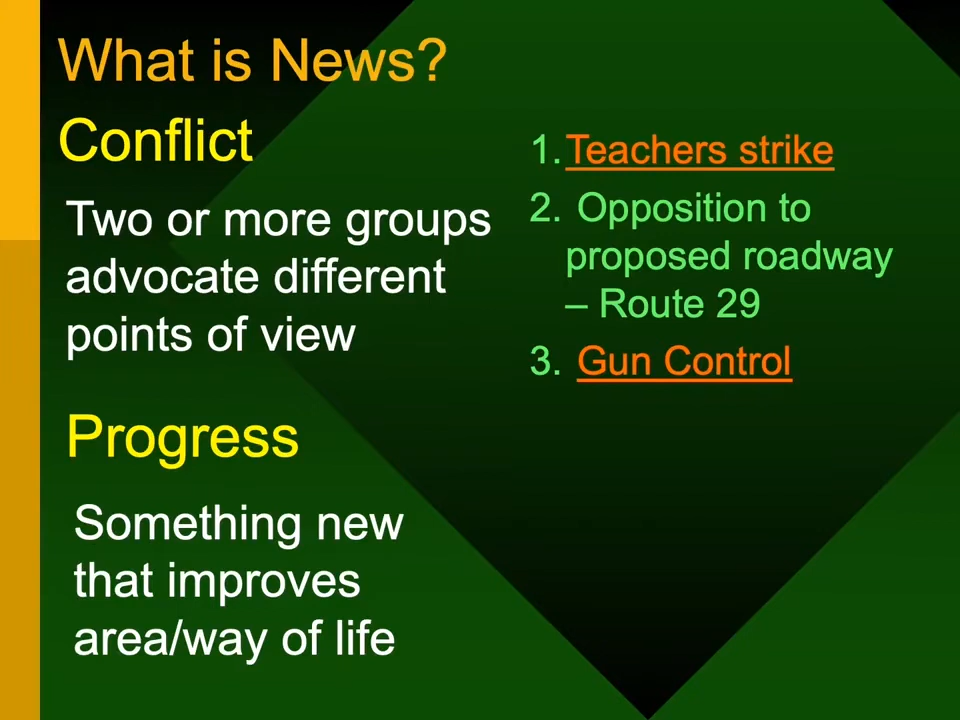 What is News?
Conflict
Two or more groups
advocate different
points of view
Progress
Something new
that improves
area/way of life
1. Teachers strike
2. Opposition to
proposed roadway
– Route 29
3. Gun Control